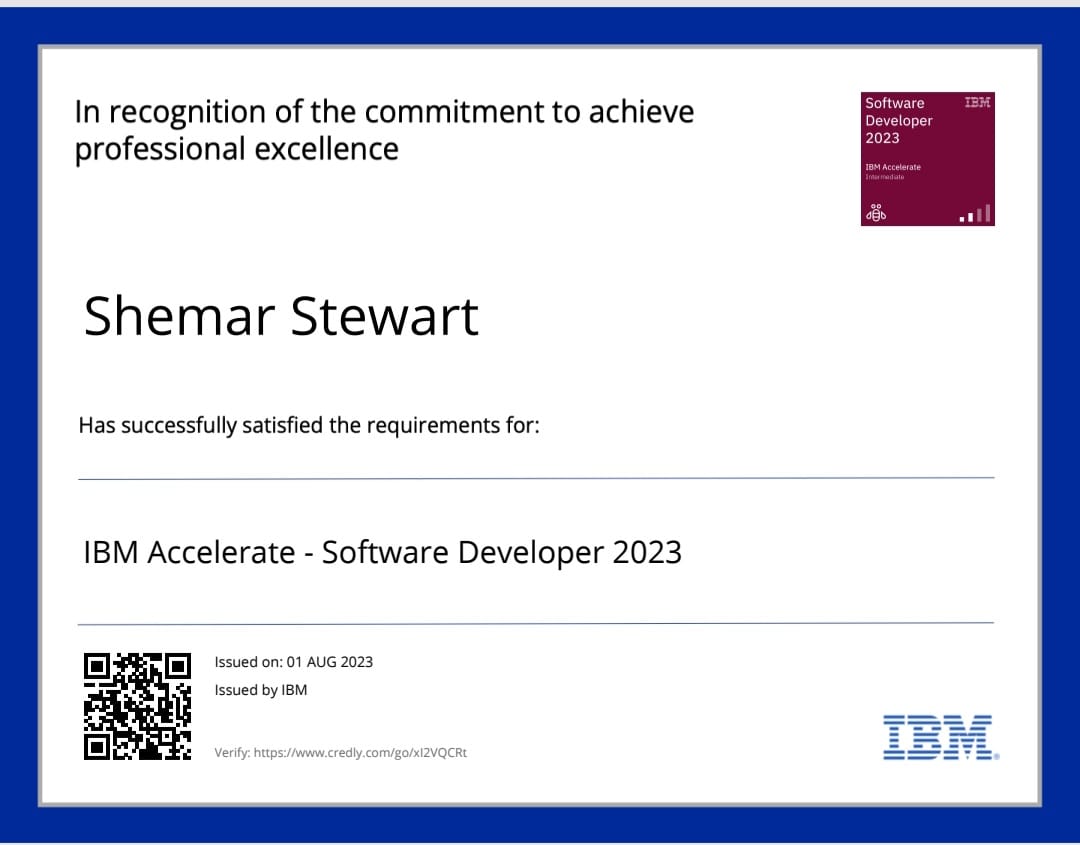 In recognition of the commitment to achieve
professional excellence
Software
Developer
2023
IBM
IBM Accelerate
Intermediate
Shemar Stewart
Has successfully satisfied the requirements for:
IBM Accelerate - Software Developer 2023
Issued on: 01 AUG 2023
Issued by IBM
Verify: https://www.credly.com/go/xI2VQCRt
IBM®